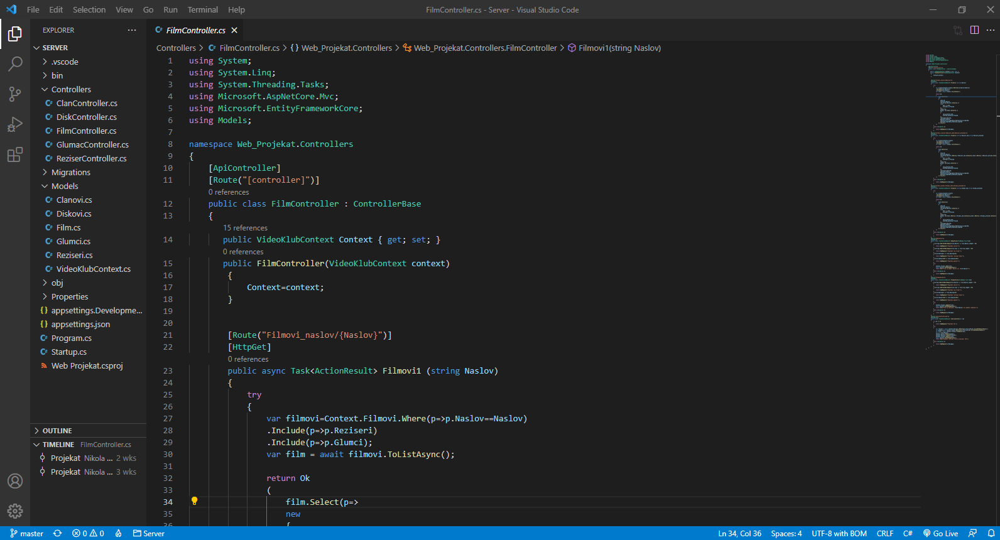 File Edit Selection View Go Run Terminal Help
FilmController.cs - Server - Visual Studio Code
EXPLORER
SERVER
.vscode
bin
Controllers
ClanController.cs
DiskController.cs
FilmController.cs
GlumacController.cs
ReziserController.cs
Migrations
Models
Clanovi.cs
Diskovi.cs
Film.cs
Glumci.cs
Reziseri.cs
VideoKlubContext.cs
obj
Properties
{} appsettings.Developme...
{} appsettings.json
Program.cs
Startup.cs
Web Projekat.csproj
OUTLINE
TIMELINE FilmController.cs
Projekat Nikola ... 2 wks
Projekat Nikola ... 3 wks
FilmController.cs
Controllers > FilmController.cs > {} Web_Projekat.Controllers > Web_Projekat.Controllers.FilmController > Filmovi1(string Naslov)
1 using System;
2 using System.Linq;
3 using System.Threading.Tasks;
4 using Microsoft.AspNetCore.Mvc;
5 using Microsoft.EntityFrameworkCore;
6 using Models;
7
8 namespace Web_Projekat.Controllers
9 {
10 [ApiController]
11 [Route("[controller]")]
0 references
12 public class FilmController : ControllerBase
13 {
15 references
14 public VideoKlubContext Context { get; set; }
0 references
15 public FilmController(VideoKlubContext context)
16 {
17 Context=context;
18 }
19
20
21 [Route("Filmovi_naslov/{Naslov}")]
22 [HttpGet]
0 references
23 public async Task<ActionResult> Filmovi1 (string Naslov)
24 {
25 try
26 {
27 var filmovi=Context.Filmovi.Where(p=>p.Naslov==Naslov)
28 .Include(p=>p.Reziseri)
29 .Include(p=>p.Glumci);
30 var film = await filmovi.ToListAsync();
31
32 return Ok
33 (
34 film.Select(p=>
35 new
36 {
master 0 0 Server
Ln 34, Col 36 Spaces: 4 UTF-8 with BOM CRLF C# Go Live